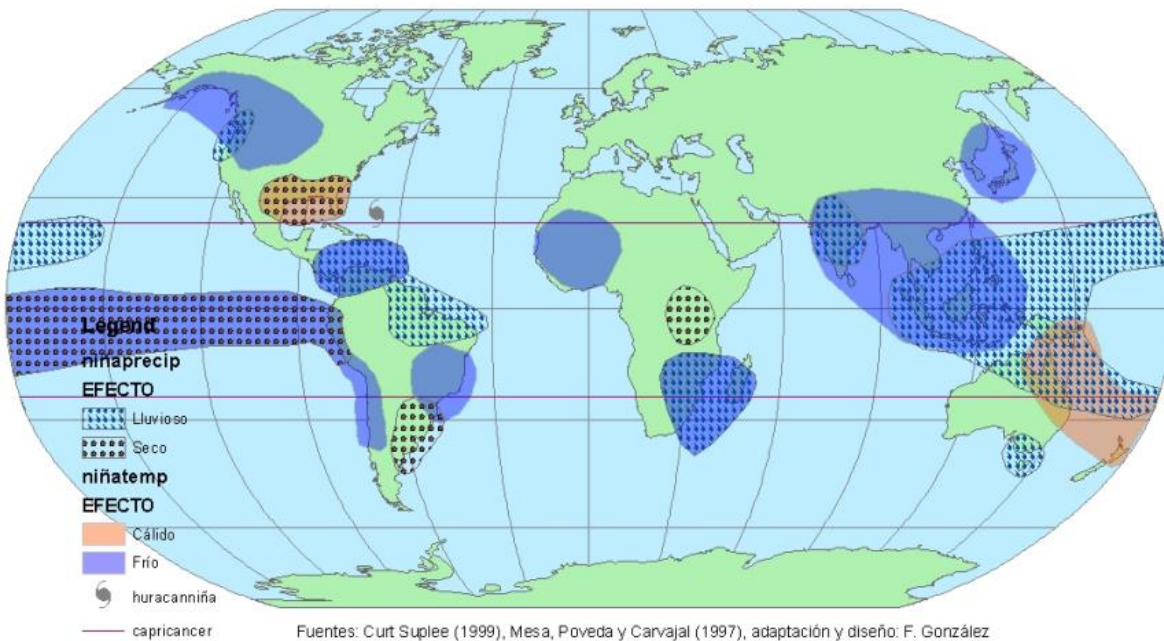 Legend
niñaprecip
EFECTO
Lluvioso
Seco
niñatemp
EFECTO
Cálido
Frío
huracanniña
capricancer
Fuentes: Curt Suplee (1999), Mesa, Poveda y Carvajal (1997), adaptación y diseño: F. González